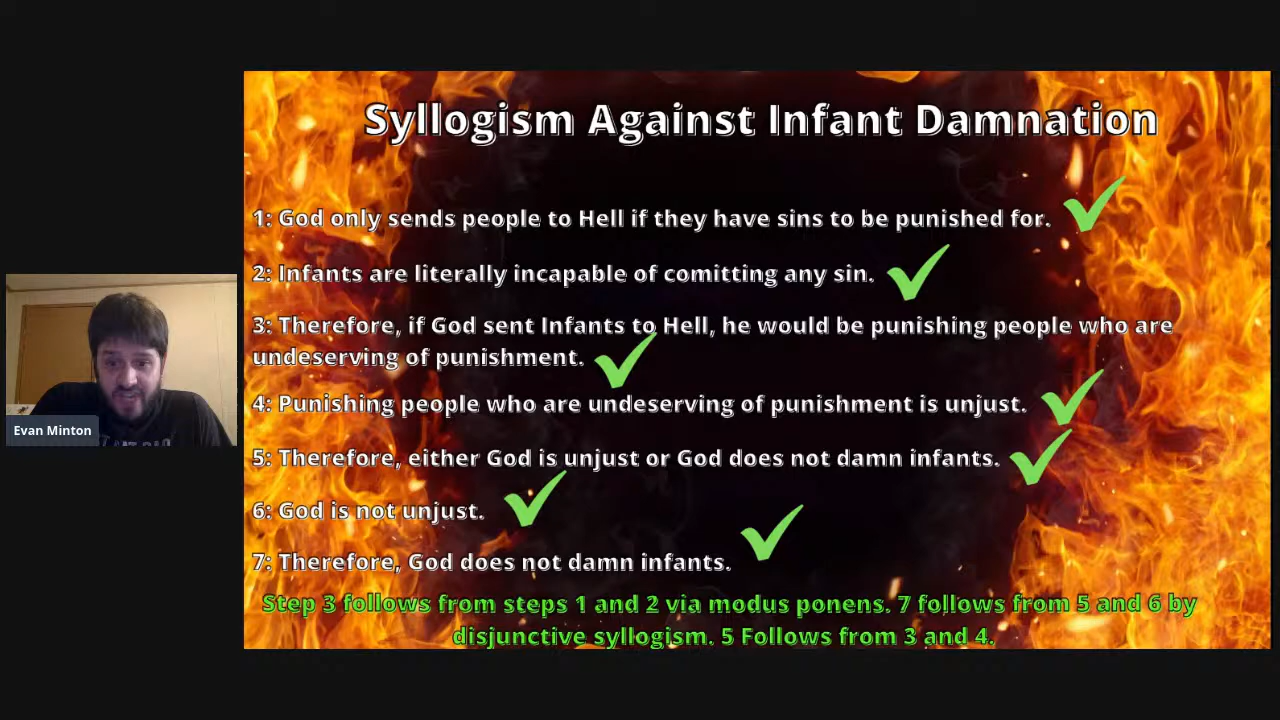 Syllogism Against Infant Damnation
1: God only sends people to Hell if they have sins to be punished for.
2: Infants are literally incapable of comitting any sin.
3: Therefore, if God sent Infants to Hell, he would be punishing people who are
undeserving of punishment.
4: Punishing people who are undeserving of punishment is unjust.
5: Therefore, either God is unjust or God does not damn infants.
6: God is not unjust.
7: Therefore, God does not damn infants.
Step 3 follows from steps 1 and 2 via modus ponens. 7 follows from 5 and 6 by
disjunctive syllogism. 5 Follows from 3 and 4.
Evan Minton